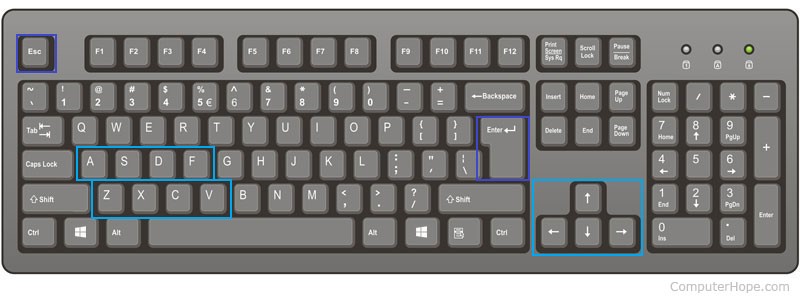 Esc F1 F2 F3 F4 F5 F6 F7 F8 F9 F10 F11 F12 Print Screen Sys Rq Scroll Lock Pause Break 1 A
~ \ ! 1 @ 2 # 3 $ 4 % 5 € ^ 6 & 7 * 8 ( 9 ) 0 _ - + = ←Backspace Insert Home Page Up Num Lock / * −
Tab Q W E R T Y U I O P { [ } ] Enter Delete End Page Down 7 Home 8 ↑ 9 PgUp +
Caps Lock A S D F G H J K L : ; " ' | \ 4 ← 5 6 →
⇧Shift Z X C V B N M < , > . ? / ⇧Shift ↑ 1 End 2 ↓ 3 PgDn Enter
Ctrl Alt Alt Ctrl ← ↓ → 0 Ins . Del
ComputerHope.com